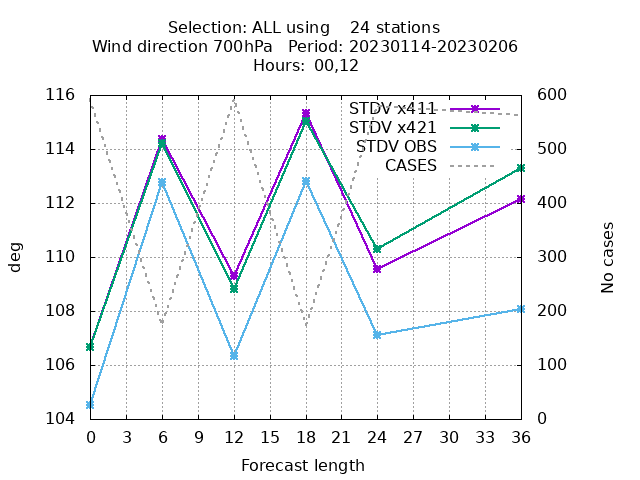 Selection: ALL using    24 stations
Wind direction 700hPa   Period: 20230114-20230206
Hours:  00,12
116
114
112
110
108
106
104
600
500
400
300
200
100
0
deg
No cases
STDV x411
STDV x421
STDV OBS
CASES
0 3 6 9 12 15 18 21 24 27 30 33 36
Forecast length